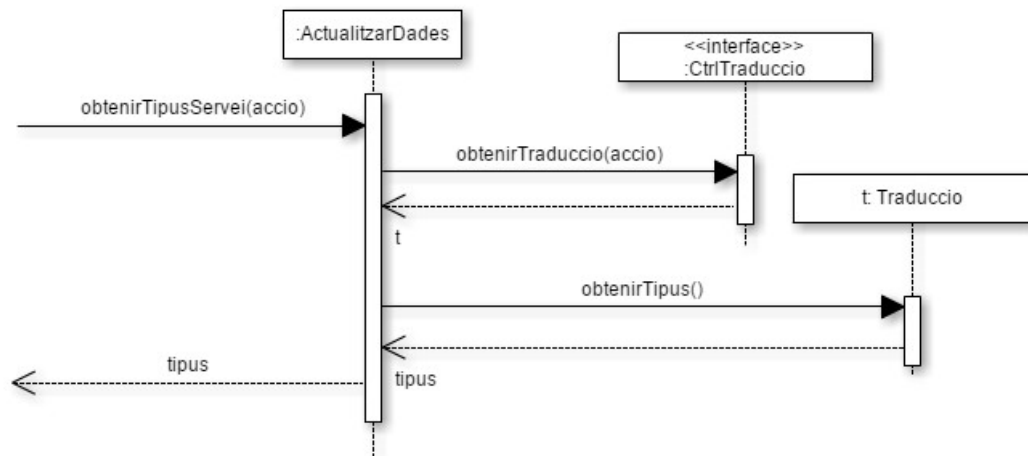 :ActualitzarDades
<<interface>>
:CtrlTraduccio
obtenirTipusServei(accio)
obtenirTraduccio(accio)
t: Traduccio
t
obtenirTipus()
tipus
tipus